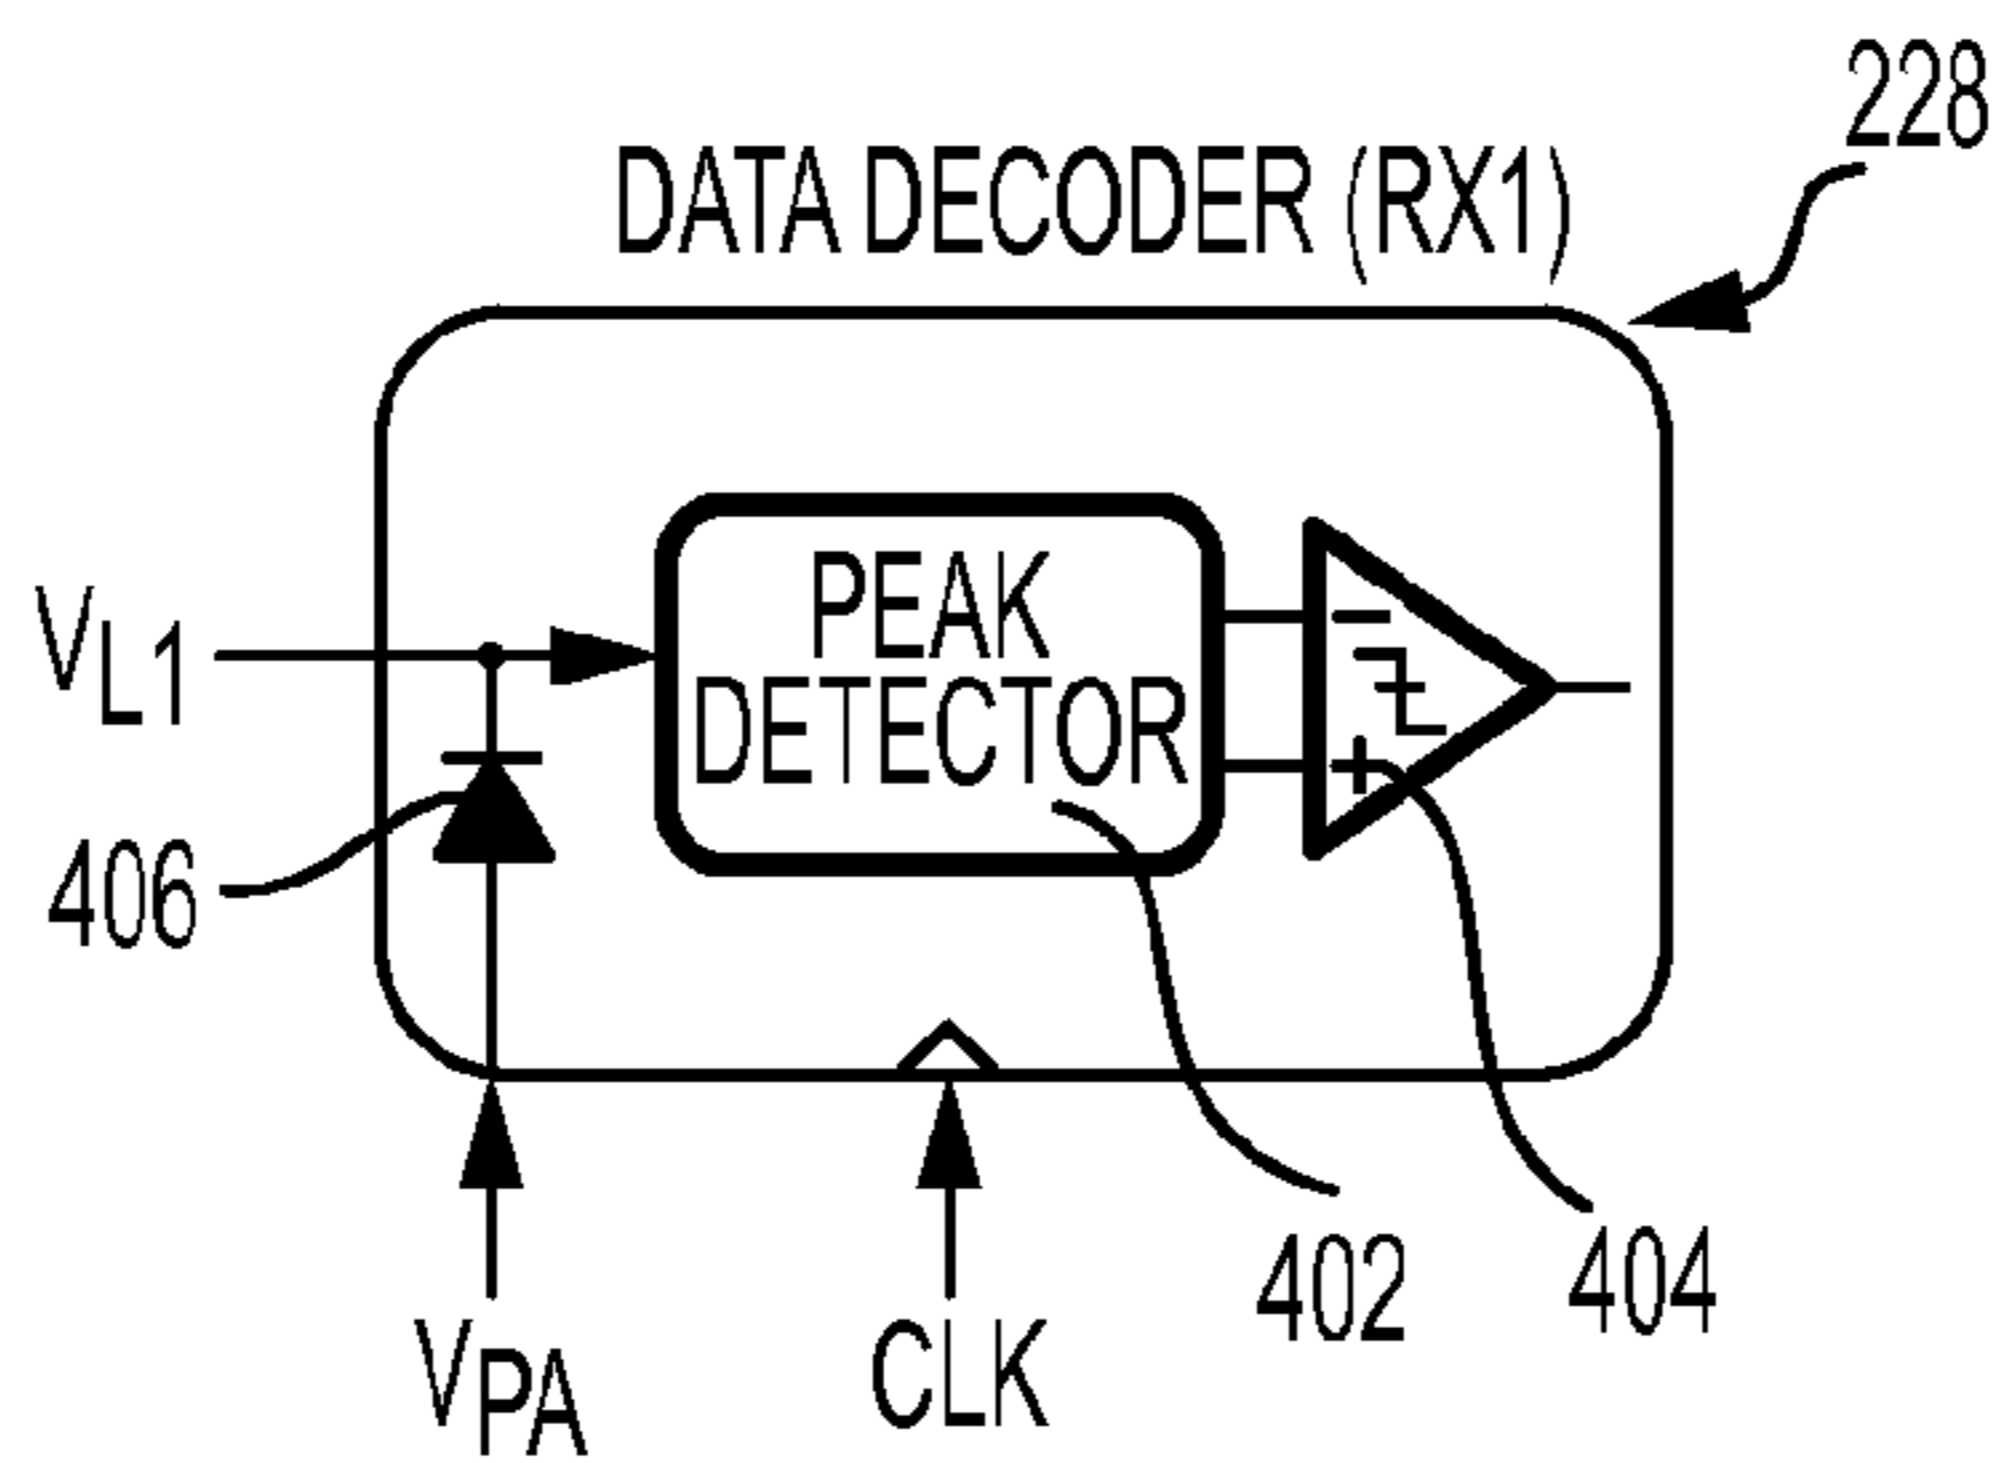 228
DATA DECODER (RX1)
PEAK
DETECTOR
VL1
406
402
404
VPA
CLK